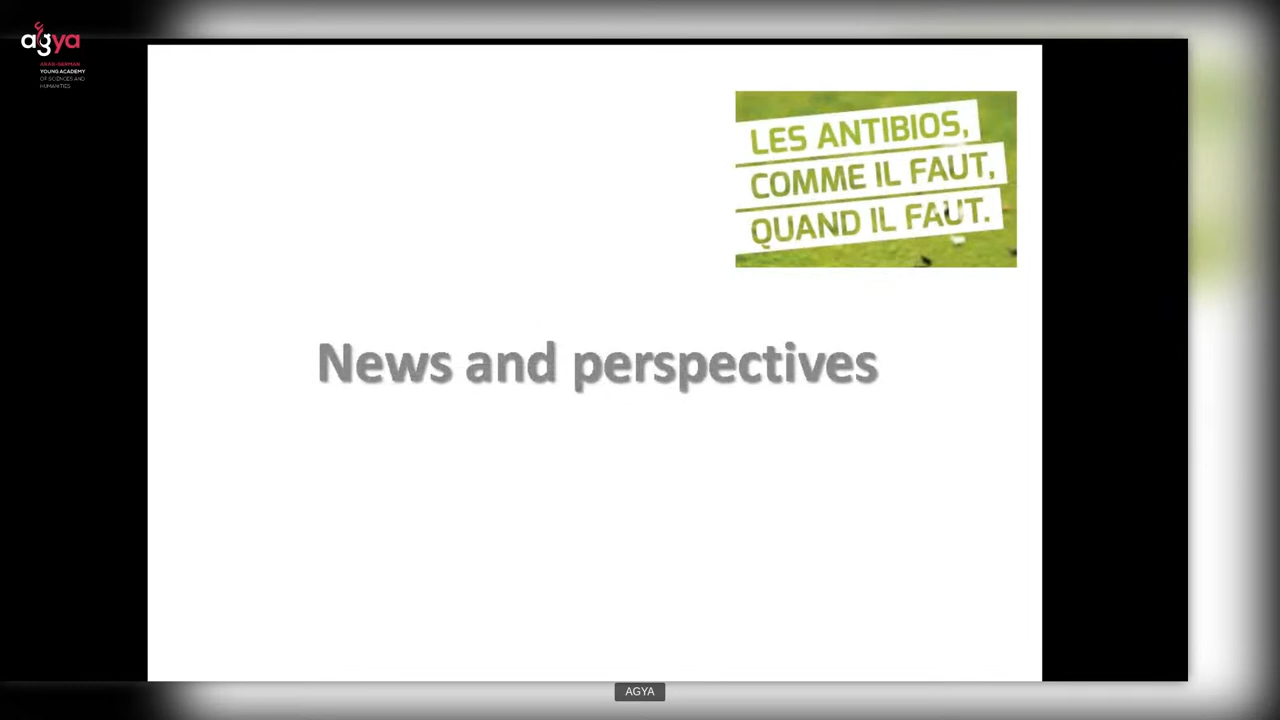 agya
ARAB-GERMAN
YOUNG ACADEMY
OF SCIENCES AND
HUMANITIES
LES ANTIBIOS,
COMME IL FAUT,
QUAND IL FAUT.
News and perspectives
AGYA